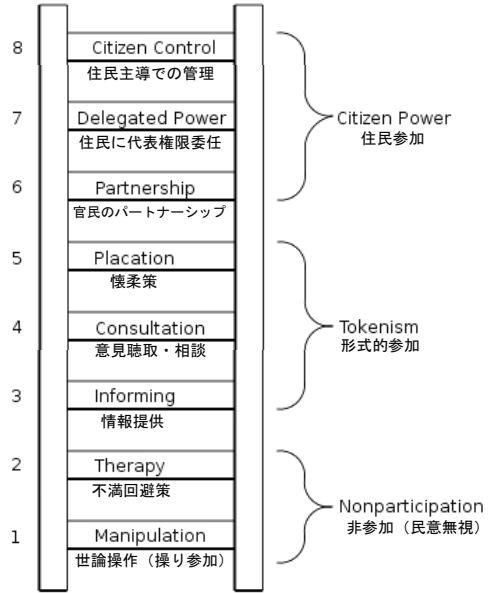 8
Citizen Control
住民主導での管理
7
Delegated Power
住民に代表権限委任
6
Partnership
官民のパートナーシップ
Citizen Power
住民参加
5
Placation
懐柔策
4
Consultation
意見聴取・相談
3
Informing
情報提供
Tokenism
形式的参加
2
Therapy
不満回避策
1
Manipulation
世論操作（操り参加）
Nonparticipation
非参加（民意無視）